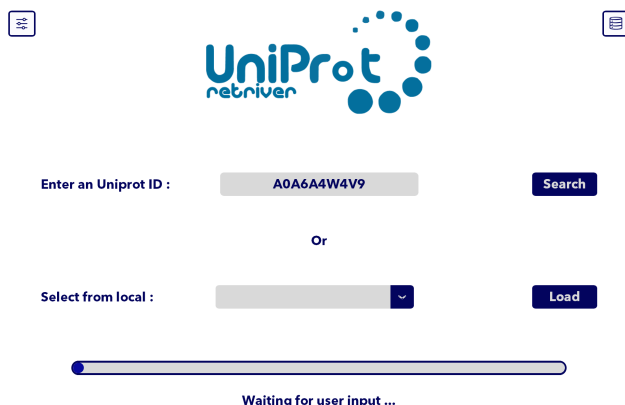 UniProt
retriver
Enter an Uniprot ID : A0A6A4W4V9 Search
Or
Select from local : Load
Waiting for user input ...